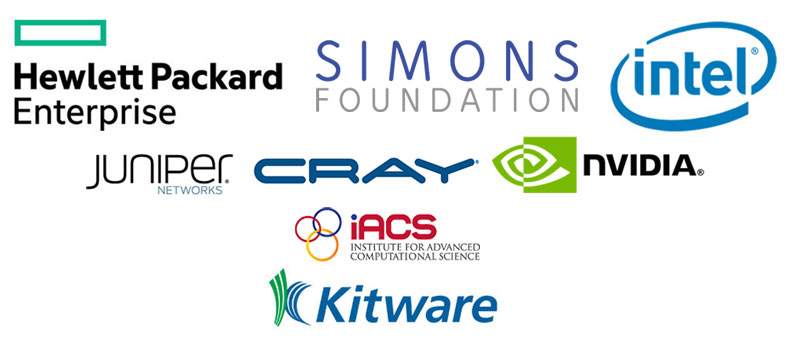 Hewlett Packard
Enterprise
SIMONS
FOUNDATION
intel
JUNIPER
NETWORKS
CRAY
NVIDIA
iACS
INSTITUTE FOR ADVANCED
COMPUTATIONAL SCIENCE
Kitware